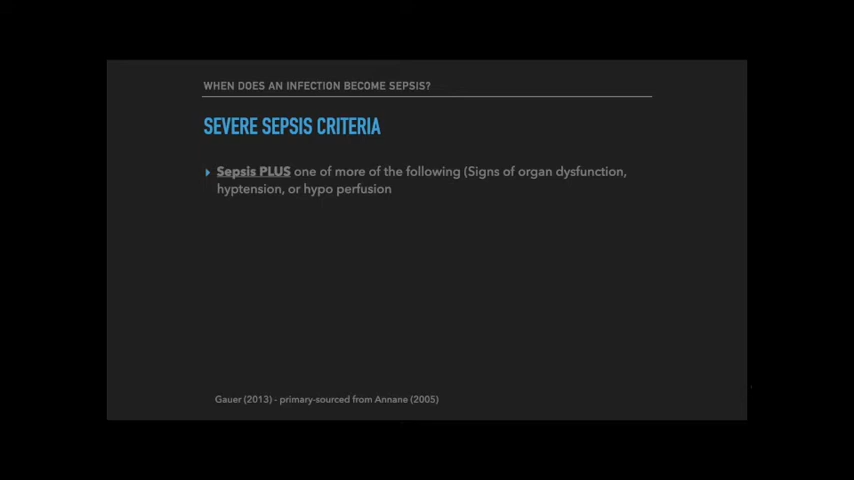 WHEN DOES AN INFECTION BECOME SEPSIS?
SEVERE SEPSIS CRITERIA
Sepsis PLUS one of more of the following (Signs of organ dysfunction,
hyptension, or hypo perfusion
Gauer (2013) - primary-sourced from Annane (2005)